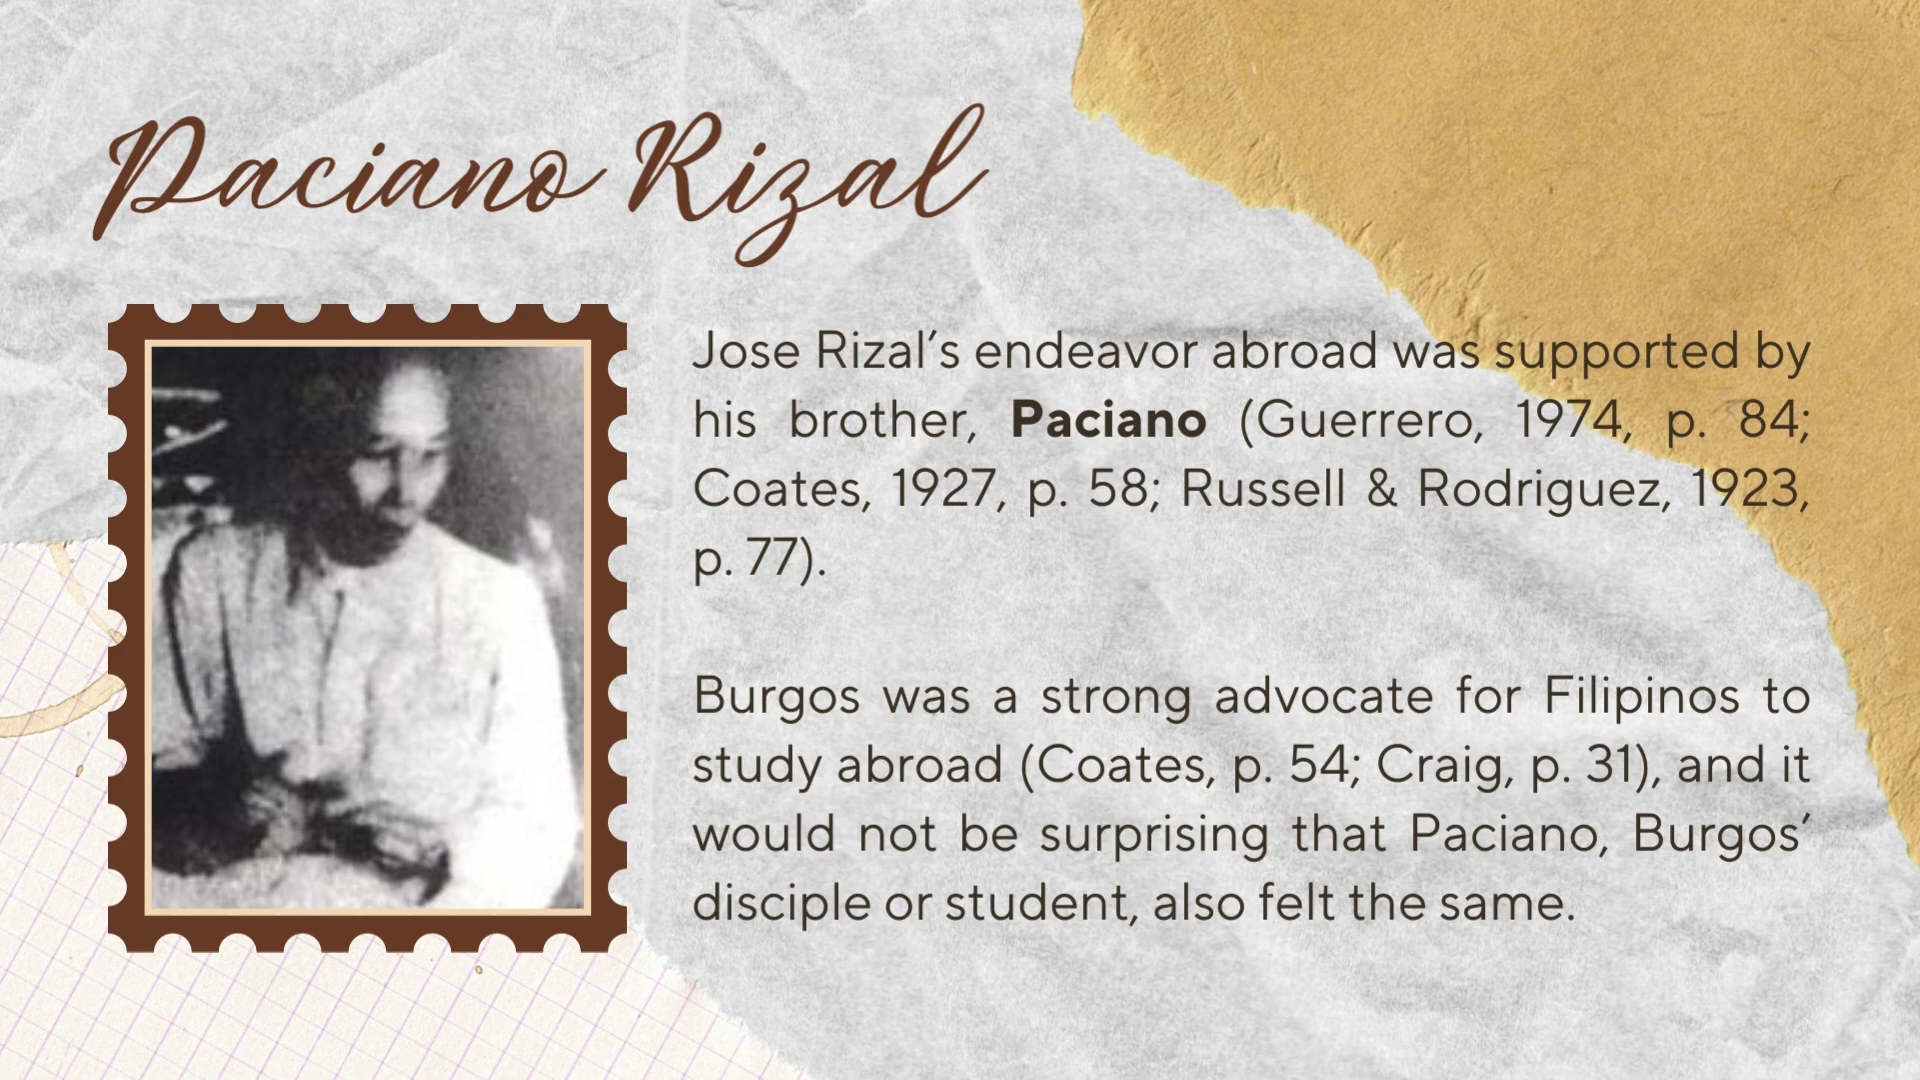 Paciano Rizal
Jose Rizal’s endeavor abroad was supported by
his brother, Paciano (Guerrero, 1974, p. 84;
Coates, 1927, p. 58; Russell & Rodriguez, 1923,
p. 77).
Burgos was a strong advocate for Filipinos to
study abroad (Coates, p. 54; Craig, p. 31), and it
would not be surprising that Paciano, Burgos’
disciple or student, also felt the same.